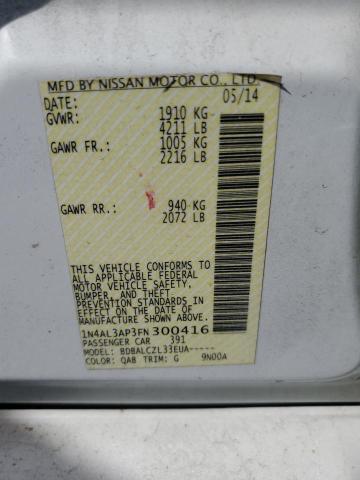 MFD BY NISSAN MOTOR CO., LTD.
DATE: 05/14
GVWR: 1910 KG
4211 LB
GAWR FR.: 1005 KG
2216 LB
GAWR RR.: 940 KG
2072 LB
THIS VEHICLE CONFORMS TO
ALL APPLICABLE FEDERAL
MOTOR VEHICLE SAFETY,
BUMPER, AND THEFT
PREVENTION STANDARDS IN
EFFECT ON THE DATE OF
MANUFACTURE SHOWN ABOVE.
1N4AL3AP3FN300416
PASSENGER CAR 391
MODEL: BDBALCZL33EUA-----
COLOR: QAB TRIM: G 9N00A